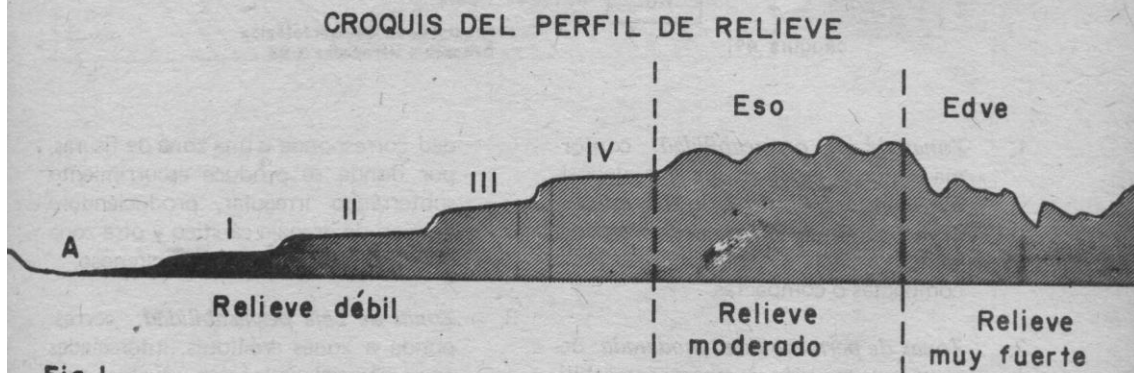 CROQUIS DEL PERFIL DE RELIEVE
Eso
Edve
IV
III
II
I
A
Relieve débil
Relieve
moderado
Relieve
muy fuerte